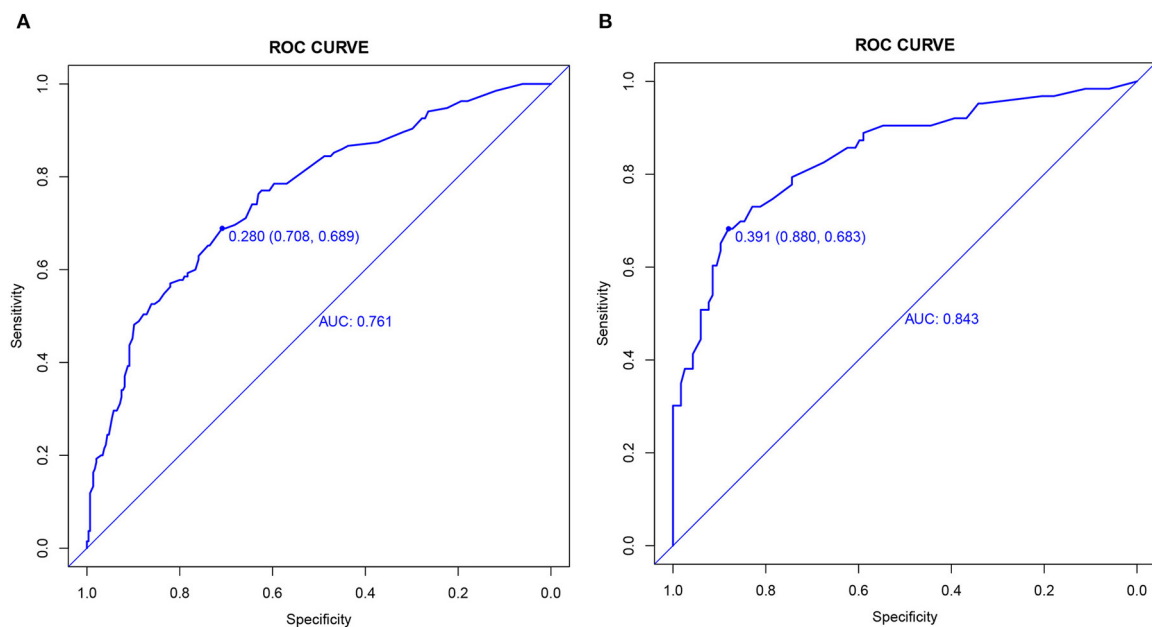 A
ROC CURVE
1.0
0.8
0.6
0.4
0.2
0.0
Sensitivity
0.280 (0.708, 0.689)
AUC: 0.761
1.0 0.8 0.6 0.4 0.2 0.0
Specificity
B
ROC CURVE
1.0
0.8
0.6
0.4
0.2
0.0
Sensitivity
0.391 (0.880, 0.683)
AUC: 0.843
1.0 0.8 0.6 0.4 0.2 0.0
Specificity